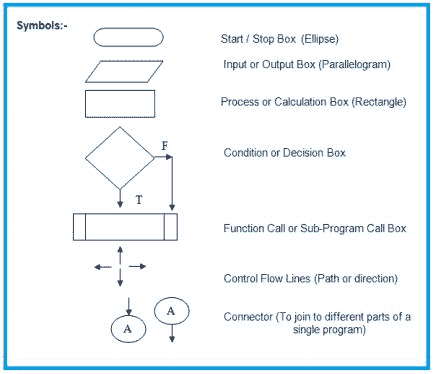 Symbols:-
Start / Stop Box (Ellipse)
Input or Output Box (Parallelogram)
Process or Calculation Box (Rectangle)
F
Condition or Decision Box
T
Function Call or Sub-Program Call Box
Control Flow Lines (Path or direction)
A
A
Connector (To join to different parts of a
single program)